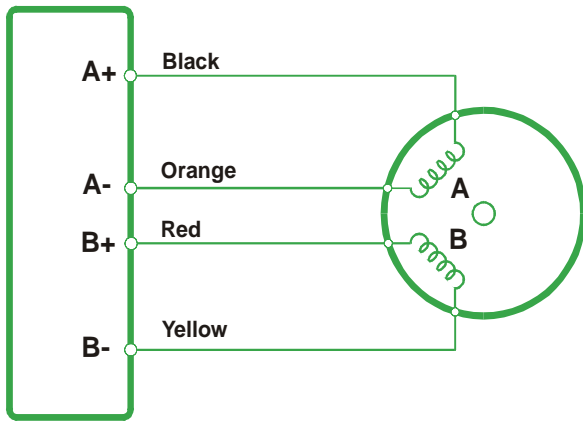 A+ Black
A- Orange
B+ Red
B- Yellow
A
B